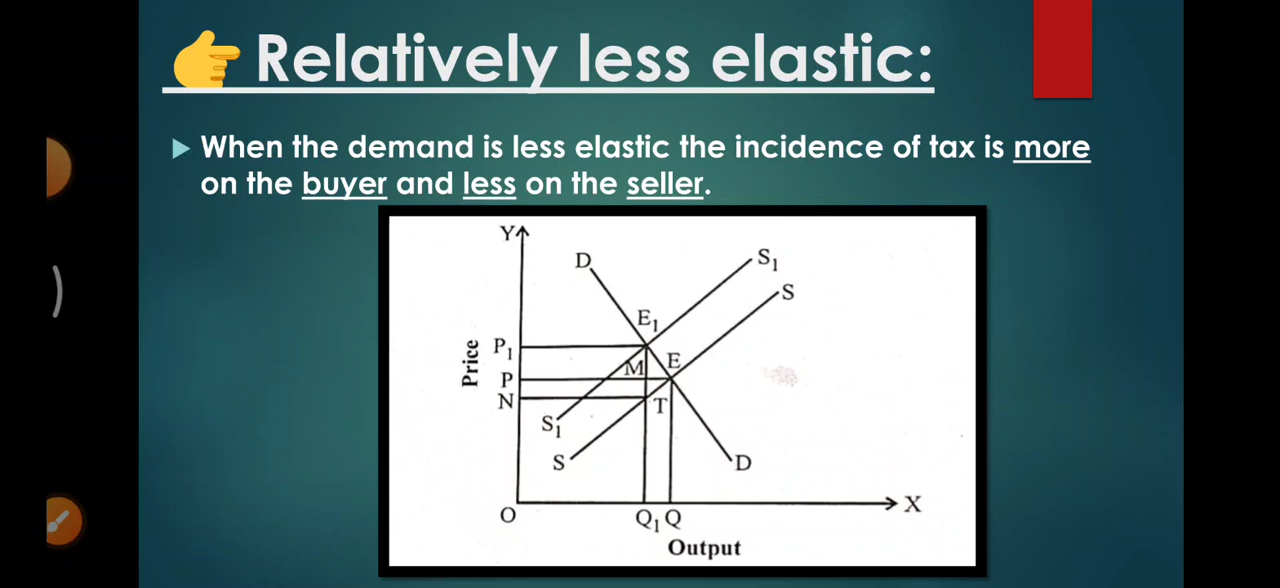 👉 Relatively less elastic:
When the demand is less elastic the incidence of tax is more
on the buyer and less on the seller.
Y
D
S₁
S
E₁
P₁
M
E
Price
P
N
T
S₁
S
D
O
Q₁ Q
X
Output